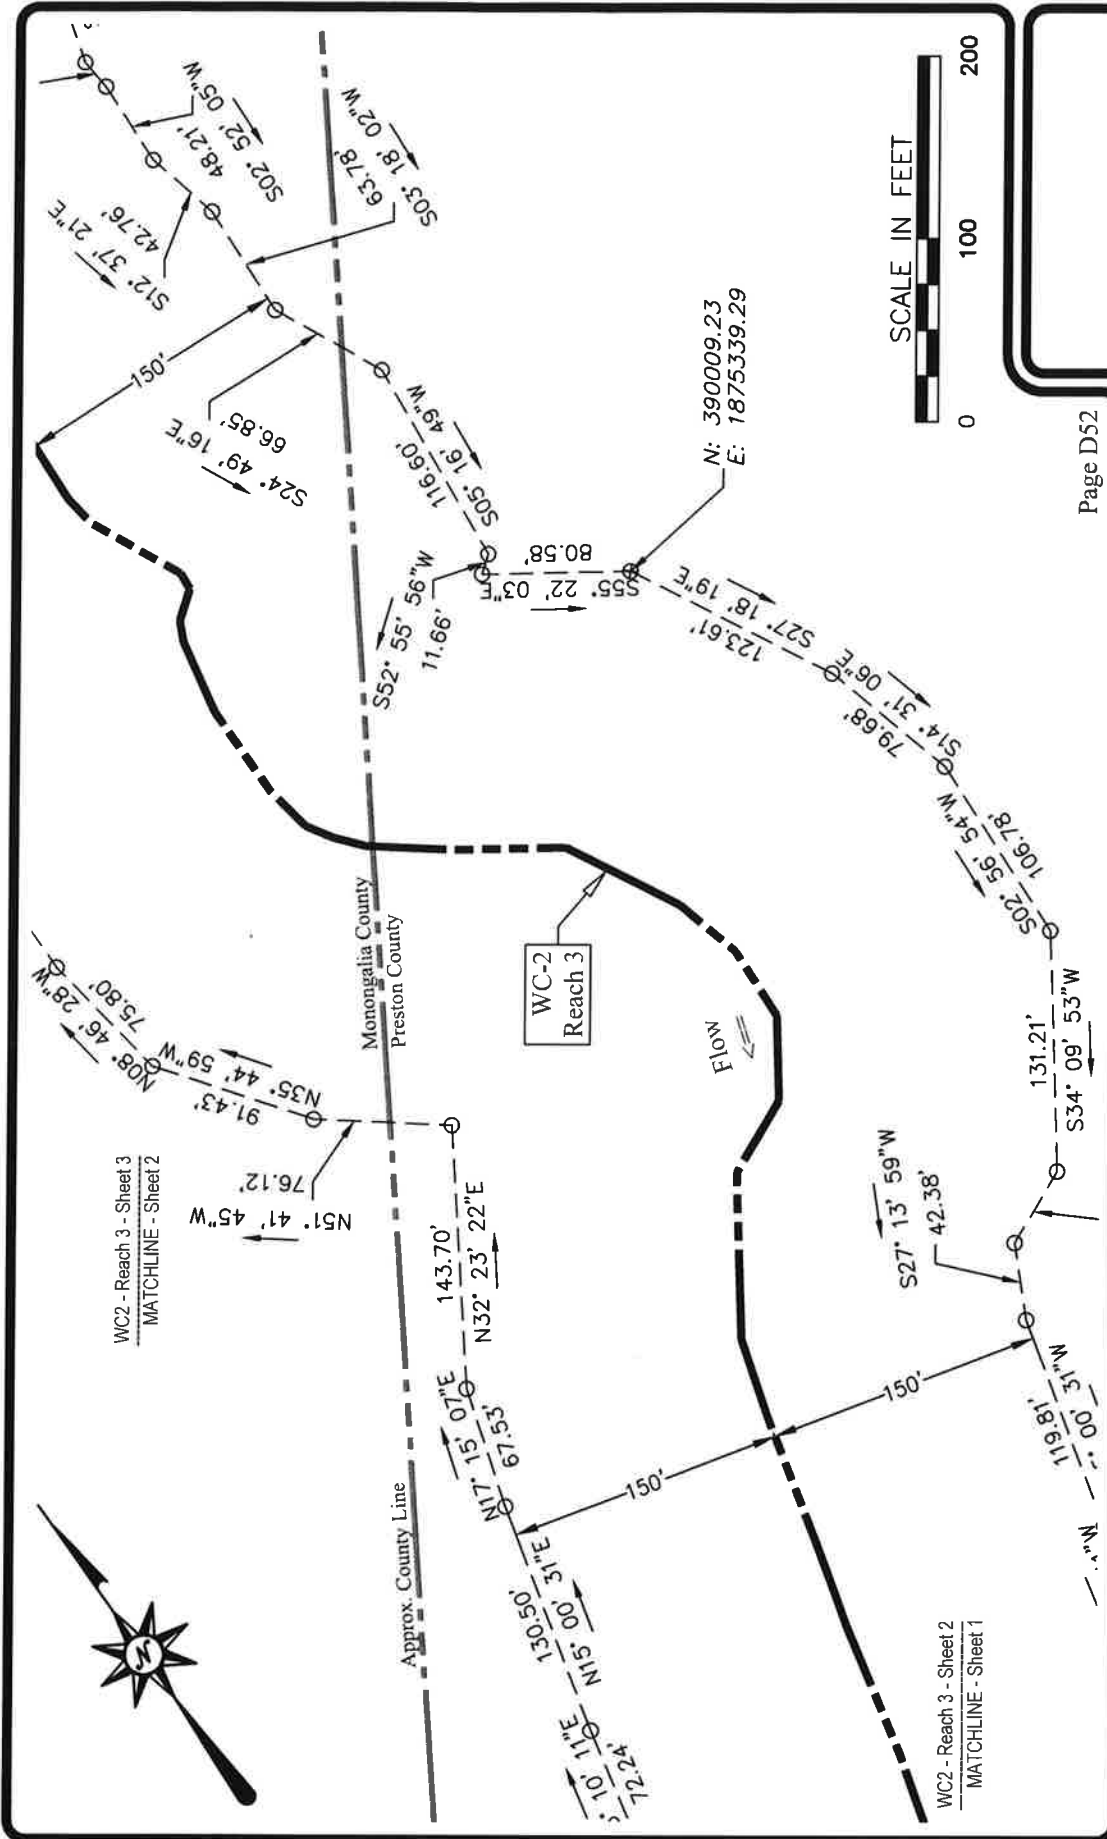 S02° 52' 05"W
48.21'
S12° 37' 21"E
42.76'
S03° 18' 02"W
63.78'
150'
S24° 49' 16"E
66.85'
116.60'
S05° 16' 49"W
S52° 55' 56"W
11.66'
S55° 22' 03"E
80.58'
N: 390009.23
E: 1875339.29
123.61'
S27° 18' 19"E
79.68'
S14° 31' 06"E
S02° 56' 54"W
106.78'
131.21'
S34° 09' 53"W
S27° 13' 59"W
42.38'
119.81'
00' 31"W
"W
150'
150'
SCALE IN FEET
0
100
200
Page D52
N08° 46' 28"W
75.80'
N35° 44' 59"W
91.43'
N51° 41' 45"W
76.12'
WC2 - Reach 3 - Sheet 3
MATCHLINE - Sheet 2
143.70'
N32° 23' 22"E
N17° 15' 07"E
67.53'
130.50'
N15° 00' 31"E
° 10' 11"E
72.24'
Monongalia County
Preston County
Approx. County Line
WC-2
Reach 3
Flow
N
WC2 - Reach 3 - Sheet 2
MATCHLINE - Sheet 1